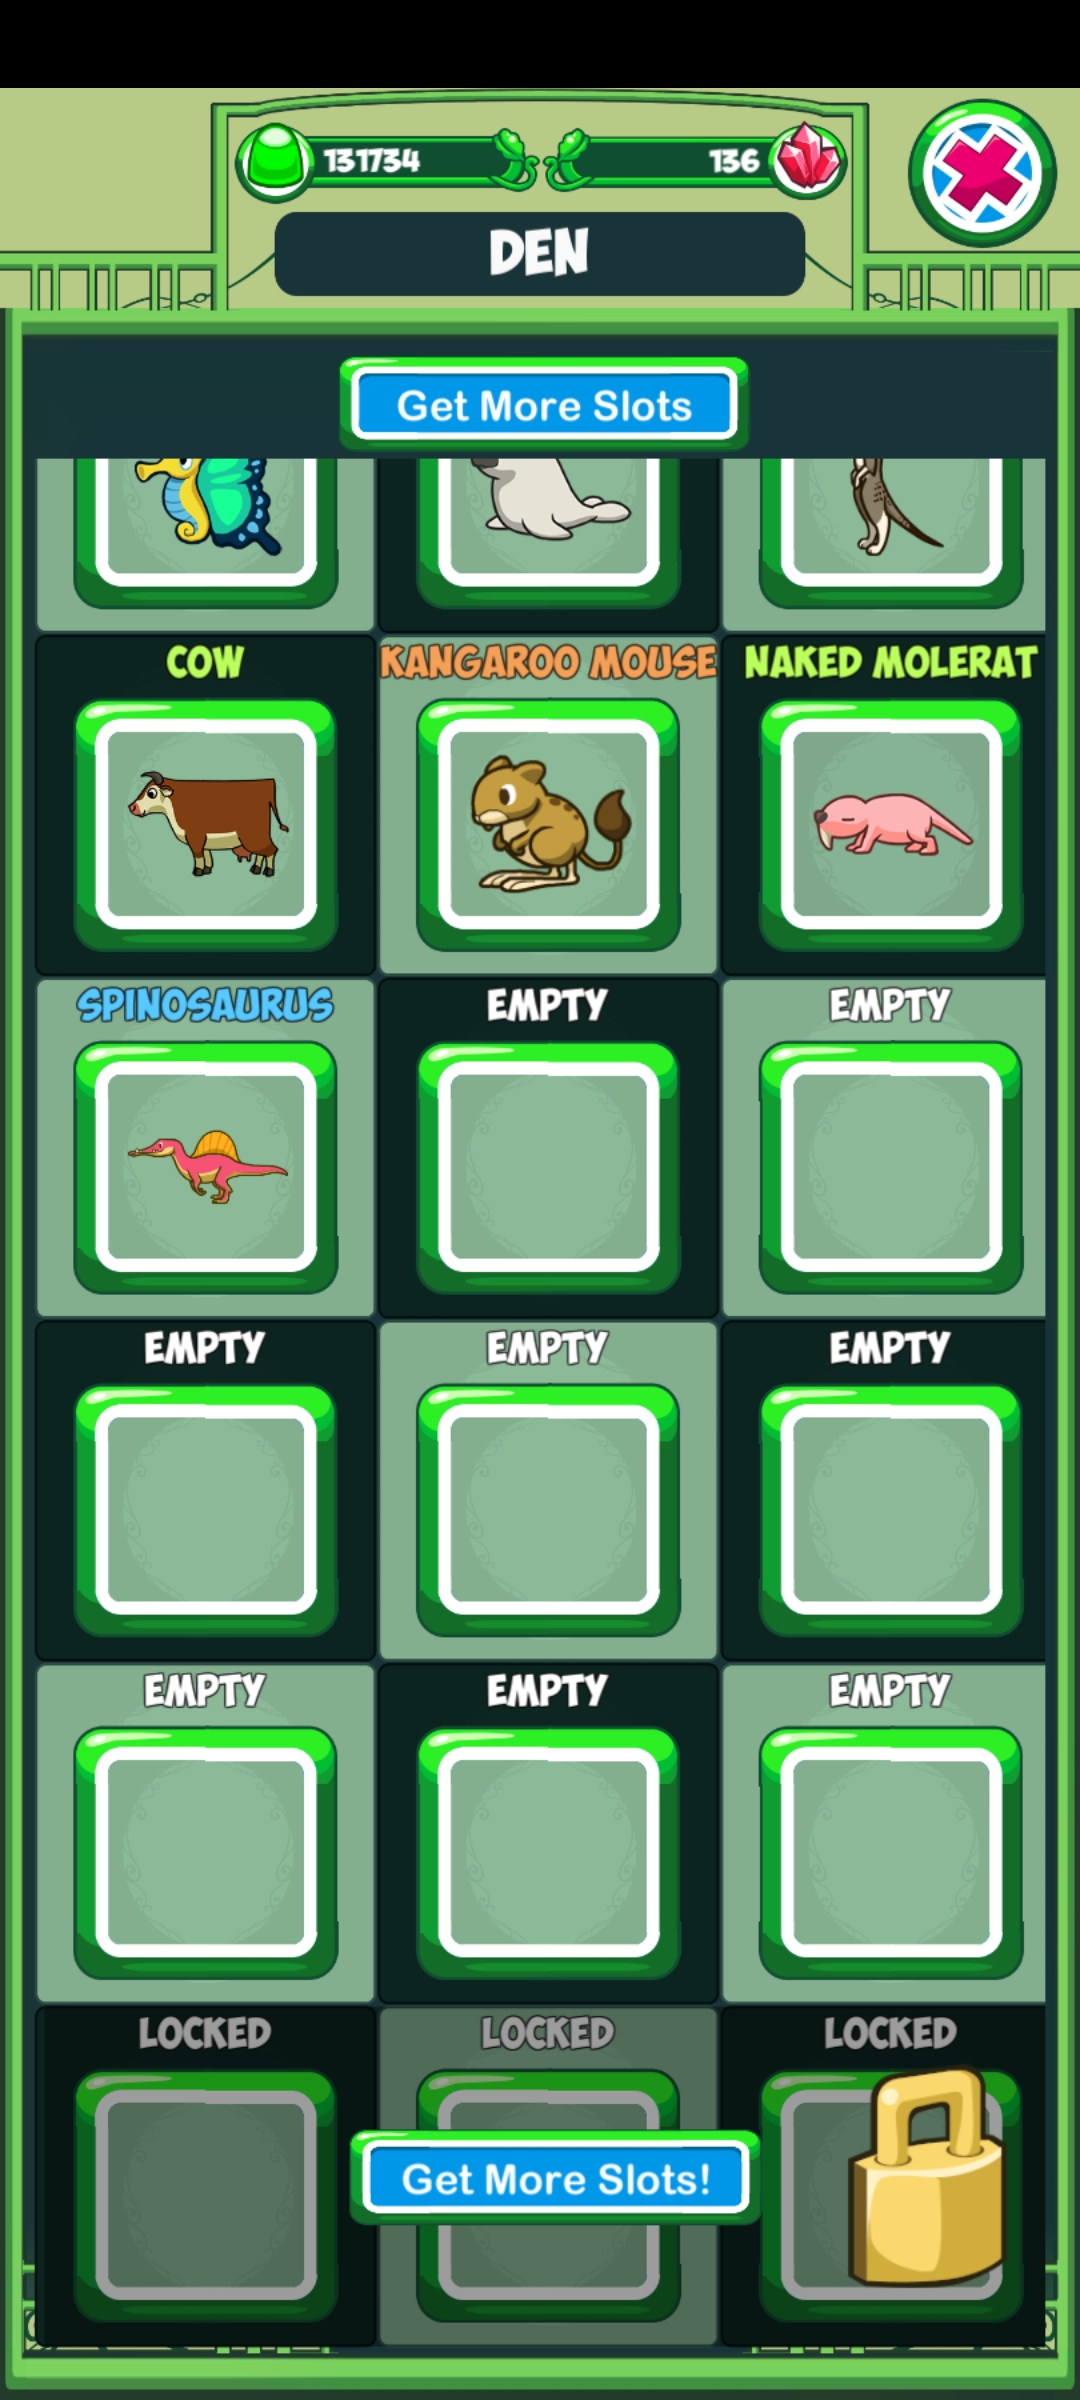 131734
136
DEN
Get More Slots
COW
KANGAROO MOUSE
NAKED MOLERAT
SPINOSAURUS
EMPTY
EMPTY
EMPTY
EMPTY
EMPTY
EMPTY
EMPTY
EMPTY
LOCKED
LOCKED
LOCKED
Get More Slots!